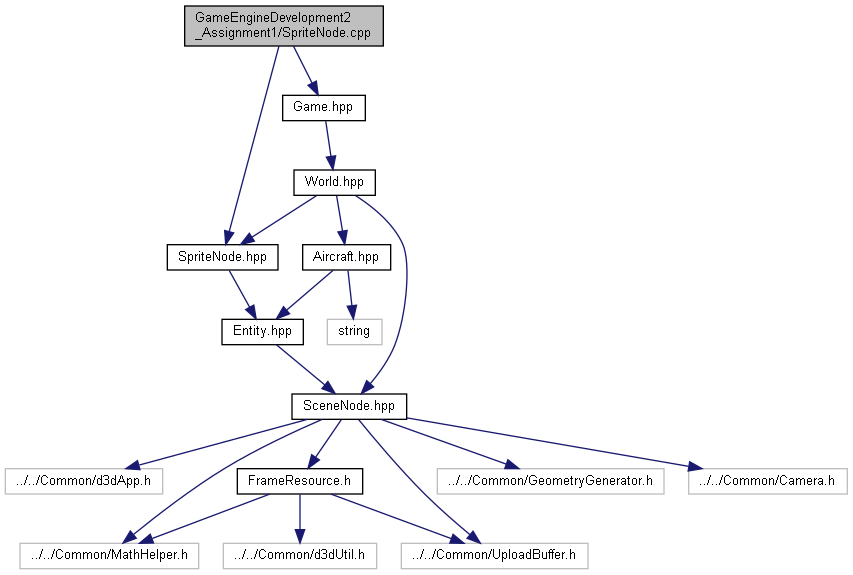 GameEngineDevelopment2
_Assignment1/SpriteNode.cpp
Game.hpp
World.hpp
SpriteNode.hpp
Aircraft.hpp
Entity.hpp
string
SceneNode.hpp
../../Common/d3dApp.h
FrameResource.h
../../Common/GeometryGenerator.h
../../Common/Camera.h
../../Common/MathHelper.h
../../Common/d3dUtil.h
../../Common/UploadBuffer.h